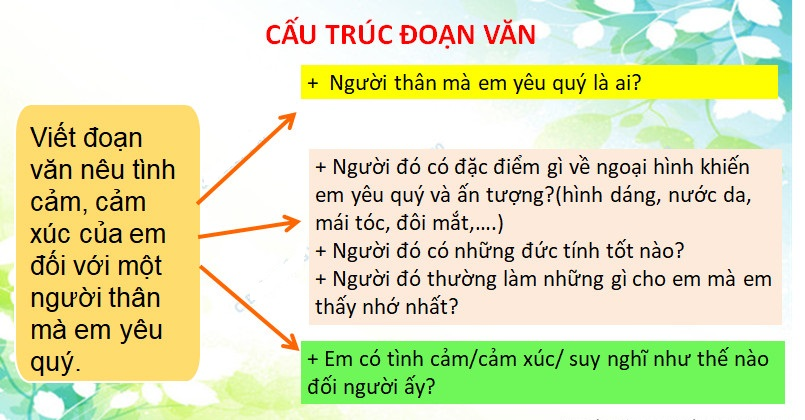 CẤU TRÚC ĐOẠN VĂN
+ Người thân mà em yêu quý là ai?
Viết đoạn
văn nêu tình
cảm, cảm
xúc của em
đối với một
người thân
mà em yêu
quý.
+ Người đó có đặc điểm gì về ngoại hình khiến
em yêu quý và ấn tượng?(hình dáng, nước da,
mái tóc, đôi mắt,....)
+ Người đó có những đức tính tốt nào?
+ Người đó thường làm những gì cho em mà em
thấy nhớ nhất?
+ Em có tình cảm/cảm xúc/ suy nghĩ như thế nào
đối người ấy?